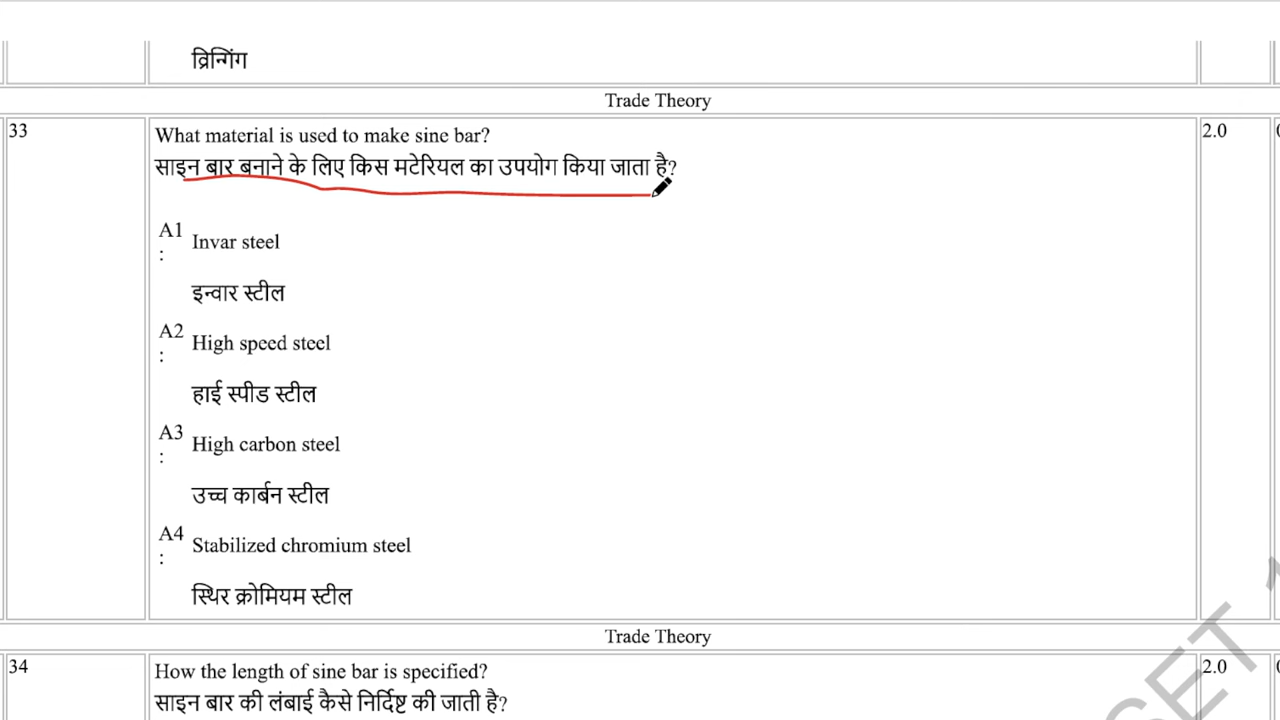 व्रिन्गिंग
Trade Theory
33
What material is used to make sine bar?
2.0
साइन बार बनाने के लिए किस मटेरियल का उपयोग किया जाता है?
A1 : Invar steel
इन्वार स्टील
A2 : High speed steel
हाई स्पीड स्टील
A3 : High carbon steel
उच्च कार्बन स्टील
A4 : Stabilized chromium steel
स्थिर क्रोमियम स्टील
Trade Theory
34
How the length of sine bar is specified?
2.0
साइन बार की लंबाई कैसे निर्दिष्ट की जाती है?
SET